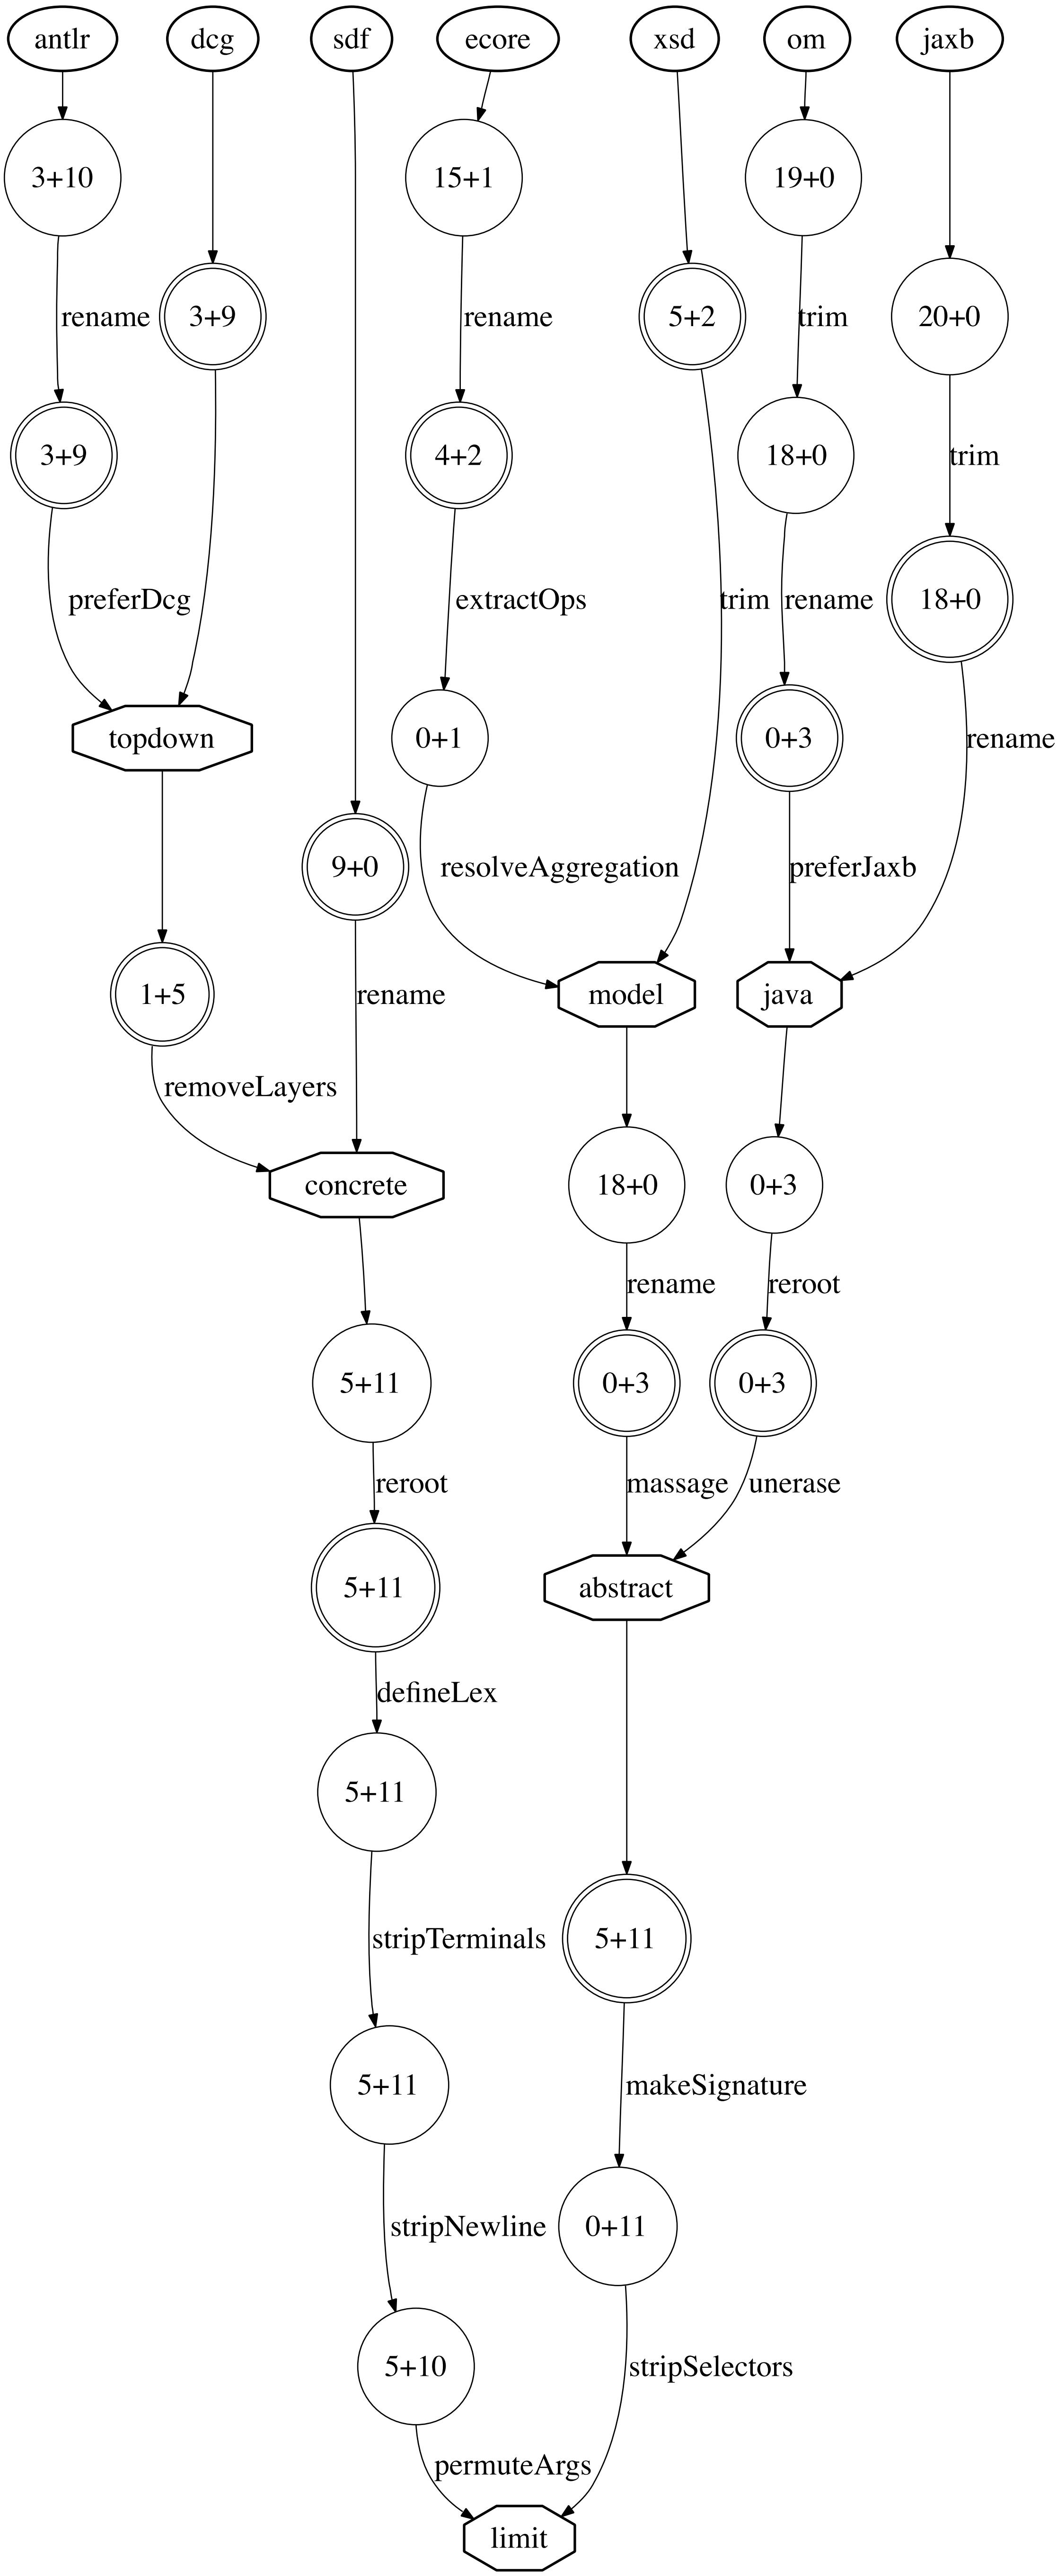 antlr
dcg
sdf
ecore
xsd
om
jaxb
3+10
15+1
19+0
rename
3+9
rename
5+2
trim
20+0
3+9
4+2
18+0
trim
preferDcg
extractOps
trim
rename
18+0
topdown
0+1
0+3
rename
9+0
resolveAggregation
preferJaxb
1+5
rename
model
java
removeLayers
concrete
18+0
0+3
rename
reroot
5+11
0+3
0+3
reroot
massage
unerase
5+11
abstract
defineLex
5+11
stripTerminals
5+11
5+11
makeSignature
stripNewline
0+11
5+10
stripSelectors
permuteArgs
limit